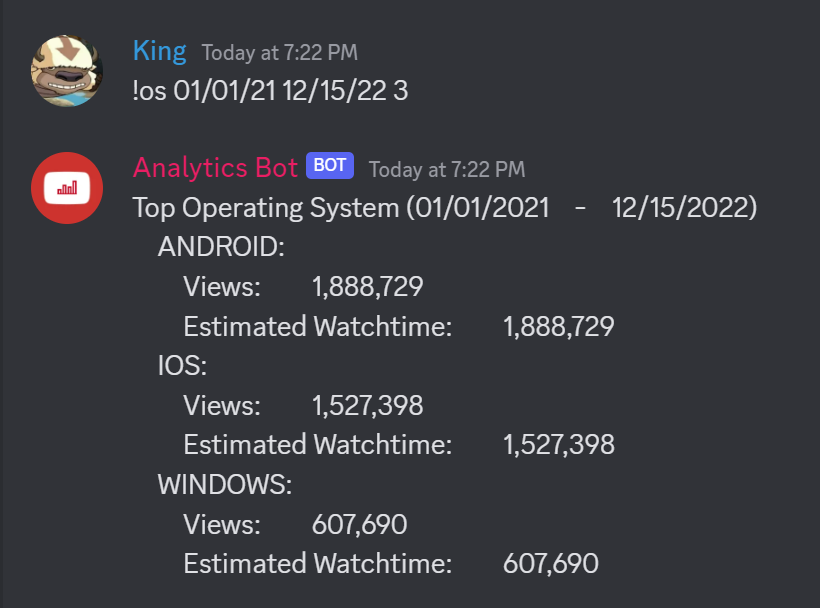 King Today at 7:22 PM
!os 01/01/21 12/15/22 3
Analytics Bot BOT Today at 7:22 PM
Top Operating System (01/01/2021 - 12/15/2022)
ANDROID:
Views: 1,888,729
Estimated Watchtime: 1,888,729
IOS:
Views: 1,527,398
Estimated Watchtime: 1,527,398
WINDOWS:
Views: 607,690
Estimated Watchtime: 607,690